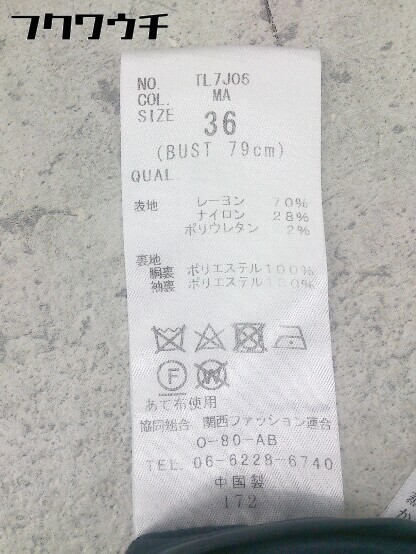 フクウチ
NO. TL7J06
COL. MA
SIZE 36
(BUST 79cm)
QUAL
表地 レーヨン 70%
ナイロン 28%
ポリウレタン 2%
裏地
胴裏 ポリエステル100%
袖裏 ポリエステル100%
F W
あて布使用
協同組合 関西ファッション連合
O-80-AB
TEL. 06-6228-6740
中国製
172